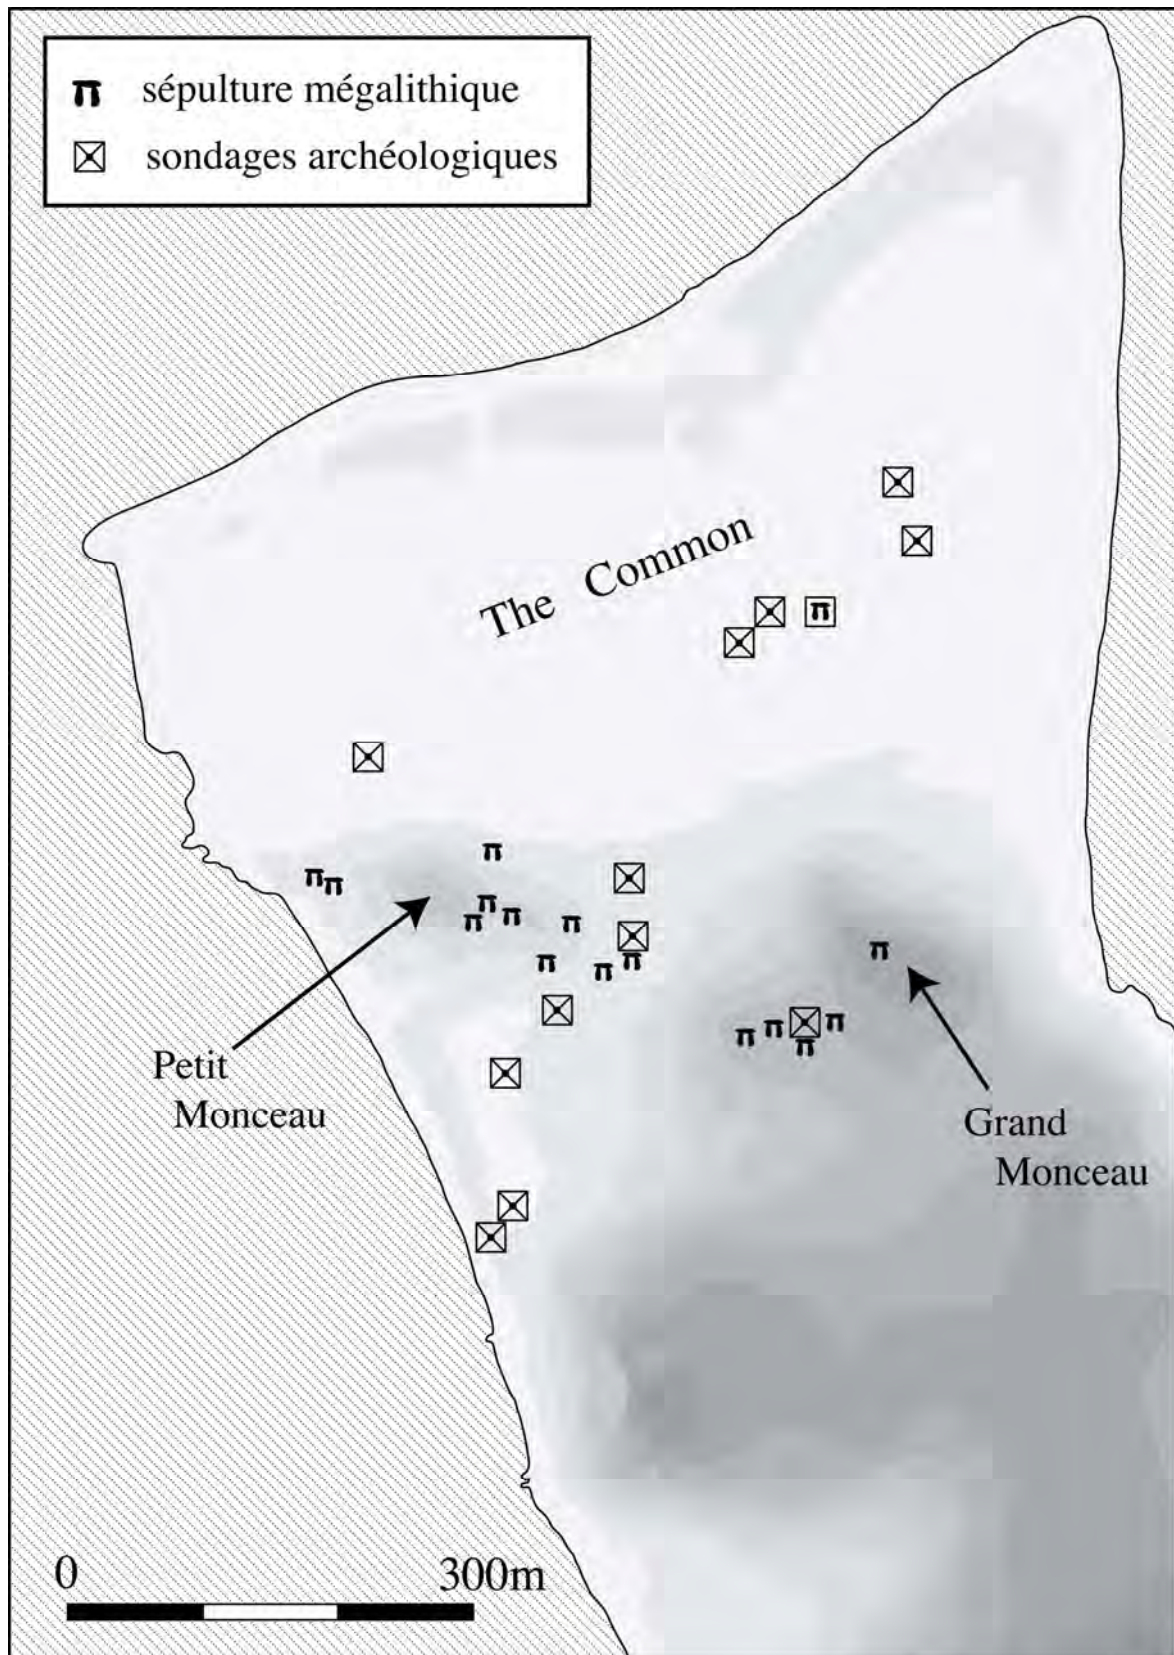 sépulture mégalithique
sondages archéologiques
The Common
Petit
Monceau
Grand
Monceau
0 300m